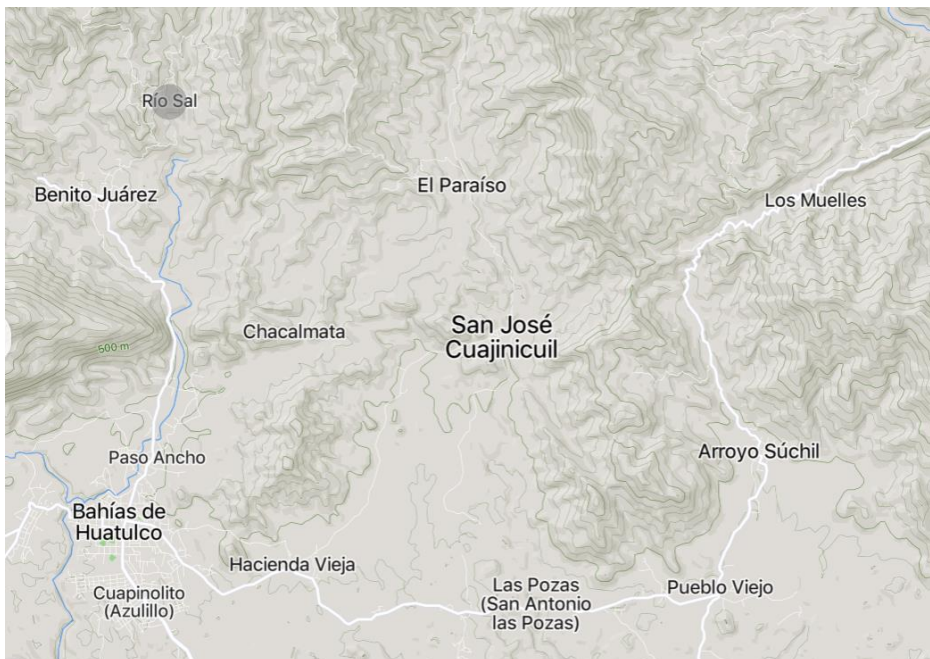 Río Sal
Benito Juárez
El Paraíso
Los Muelles
Chacalmata
San José
Cuajinicuil
500 m
Paso Ancho
Arroyo Súchil
Bahías de
Huatulco
Hacienda Vieja
Cuapinolito
(Azulillo)
Las Pozas
(San Antonio
las Pozas)
Pueblo Viejo